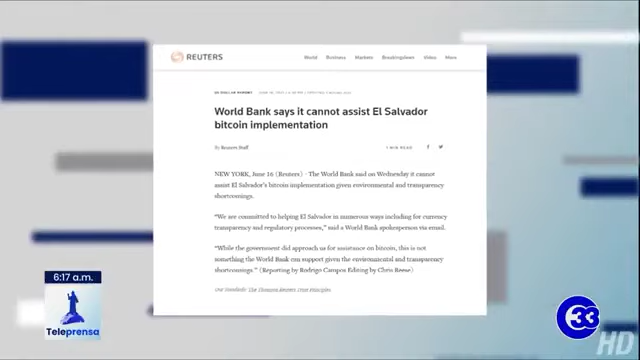 REUTERS
World Business Markets Breakingviews Video More
World Bank says it cannot assist El Salvador
bitcoin implementation
By Reuters Staff
1 MIN READ
NEW YORK, June 16 (Reuters) - The World Bank said on Wednesday it cannot
assist El Salvador's bitcoin implementation given environmental and transparency
shortcomings.
“We are committed to helping El Salvador in numerous ways including for currency
transparency and regulatory processes,” said a World Bank spokesperson via email.
“While the government did approach us for assistance on bitcoin, this is not
something the World Bank can support given the environmental and transparency
shortcomings.” (Reporting by Rodrigo Campos Editing by Chris Reese)
Our Standards: The Thomson Reuters Trust Principles.
6:17 a.m.
Teleprensa
33
HD